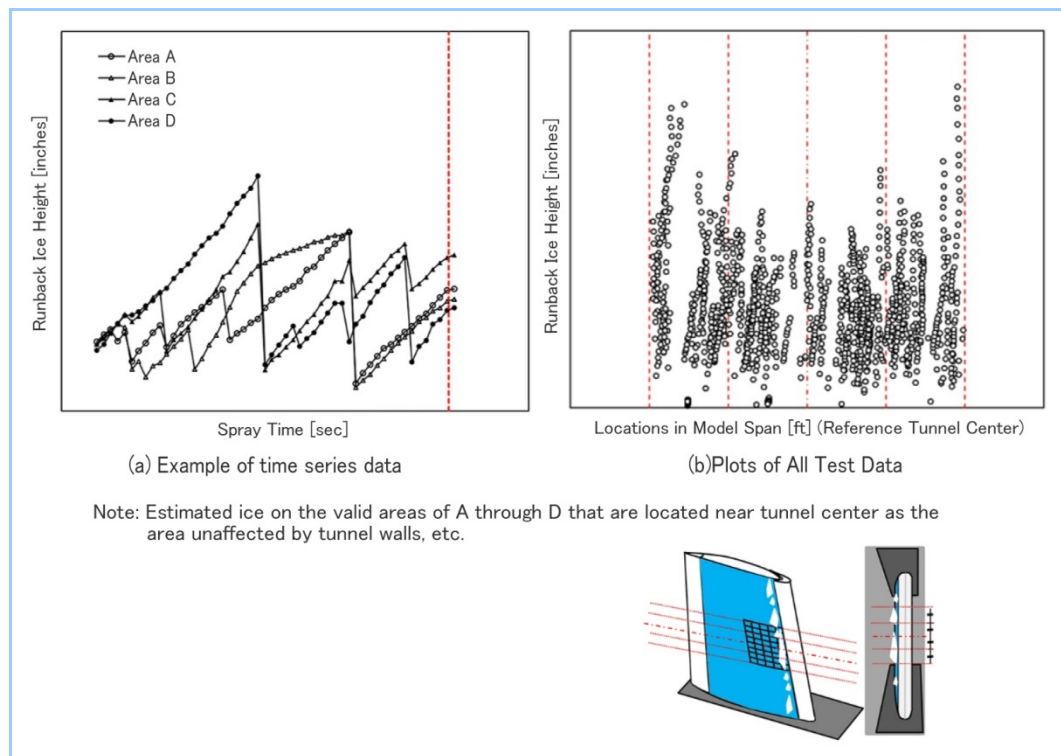 Area A
Area B
Area C
Area D
Runback Ice Height [inches]
Spray Time [sec]
(a) Example of time series data
Runback Ice Height [inches]
Locations in Model Span [ft] (Reference Tunnel Center)
(b)Plots of All Test Data
Note: Estimated ice on the valid areas of A through D that are located near tunnel center as the
area unaffected by tunnel walls, etc.